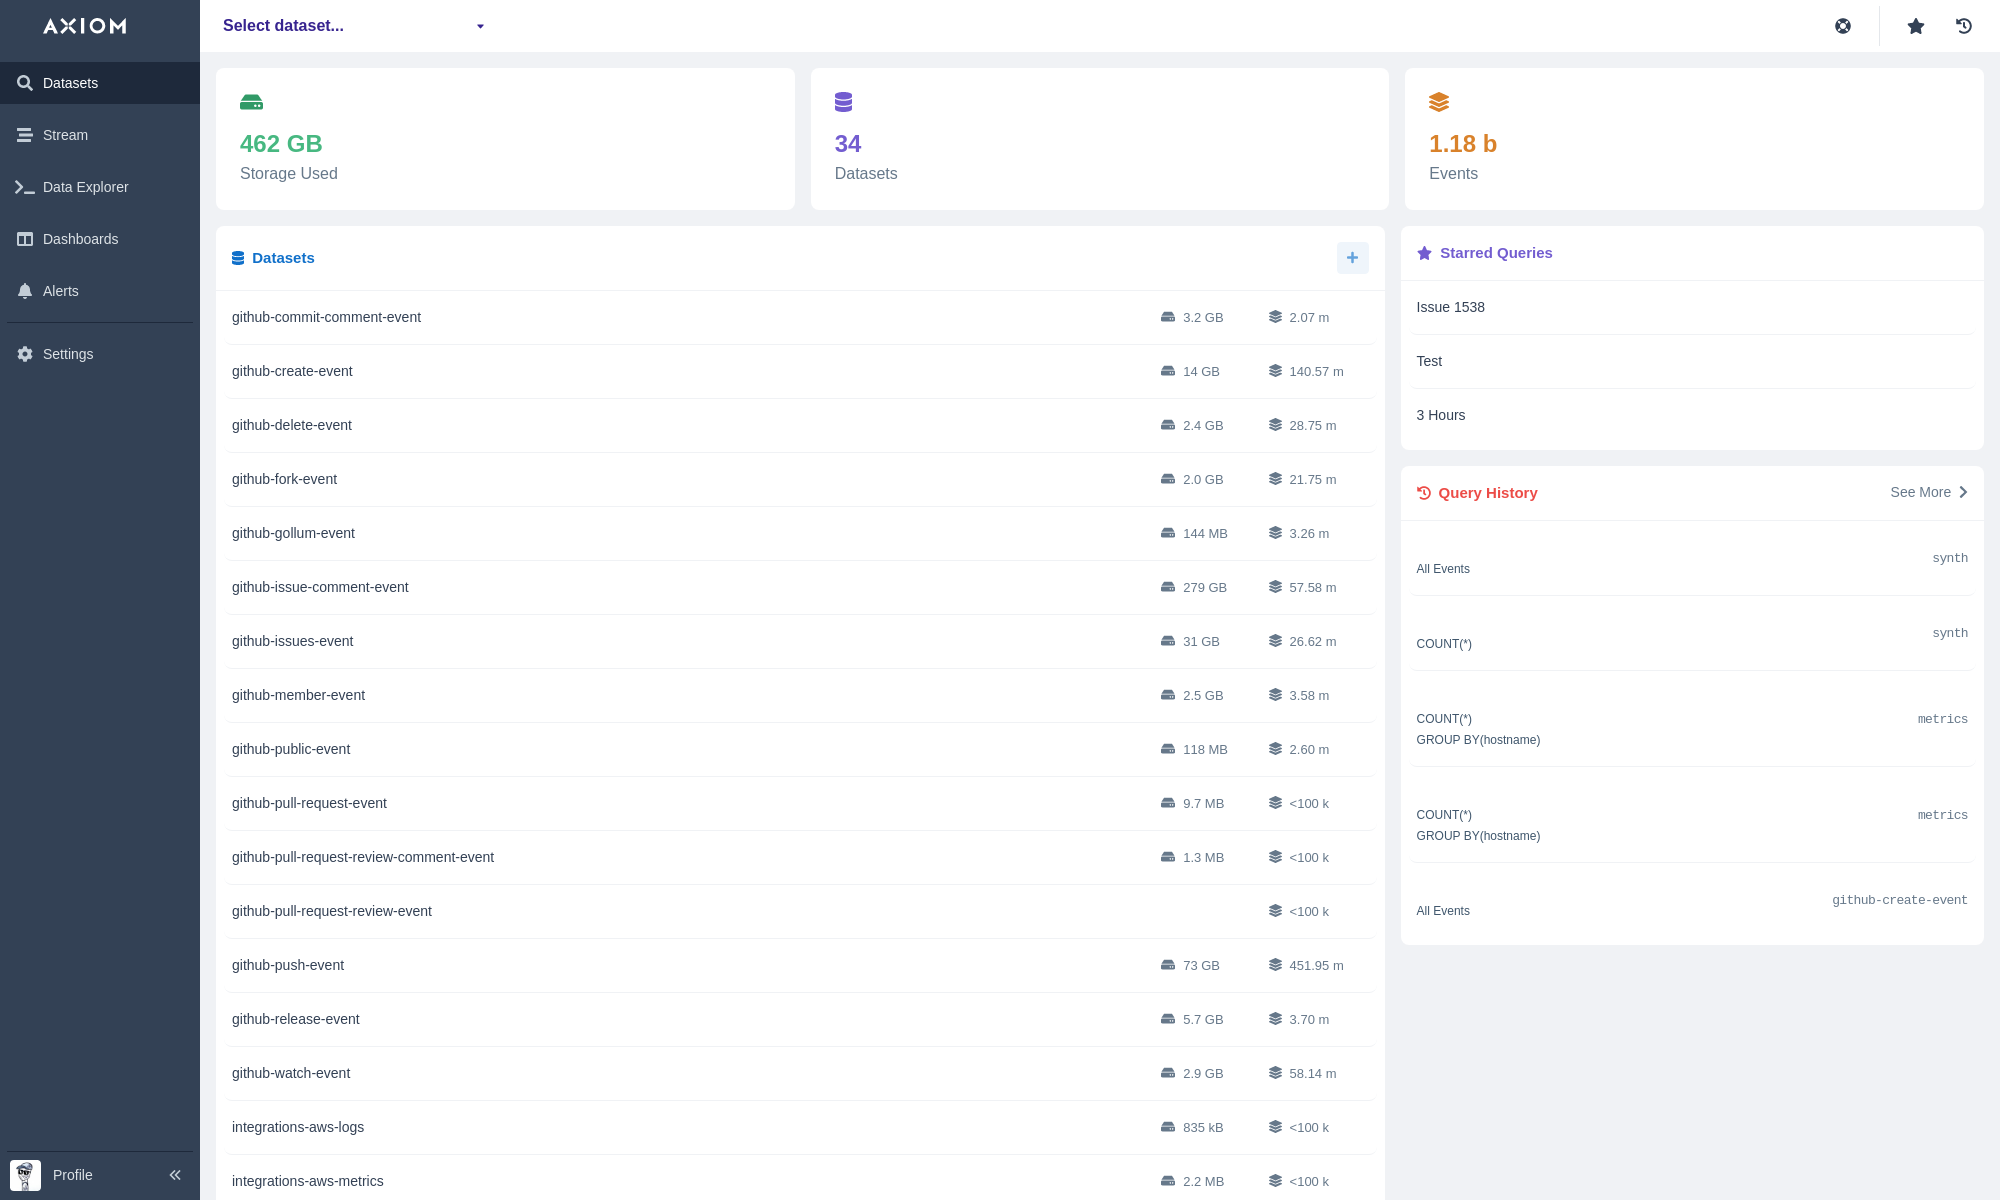 AXIOM
Datasets
Stream
Data Explorer
Dashboards
Alerts
Settings
Profile
Select dataset...
462 GB
Storage Used
34
Datasets
1.18 b
Events
Datasets
github-commit-comment-event 3.2 GB 2.07 m
github-create-event 14 GB 140.57 m
github-delete-event 2.4 GB 28.75 m
github-fork-event 2.0 GB 21.75 m
github-gollum-event 144 MB 3.26 m
github-issue-comment-event 279 GB 57.58 m
github-issues-event 31 GB 26.62 m
github-member-event 2.5 GB 3.58 m
github-public-event 118 MB 2.60 m
github-pull-request-event 9.7 MB <100 k
github-pull-request-review-comment-event 1.3 MB <100 k
github-pull-request-review-event <100 k
github-push-event 73 GB 451.95 m
github-release-event 5.7 GB 3.70 m
github-watch-event 2.9 GB 58.14 m
integrations-aws-logs 835 kB <100 k
integrations-aws-metrics 2.2 MB <100 k
Starred Queries
Issue 1538
Test
3 Hours
Query History See More
synth
All Events
synth
COUNT(*)
COUNT(*) metrics
GROUP BY(hostname)
COUNT(*) metrics
GROUP BY(hostname)
github-create-event
All Events